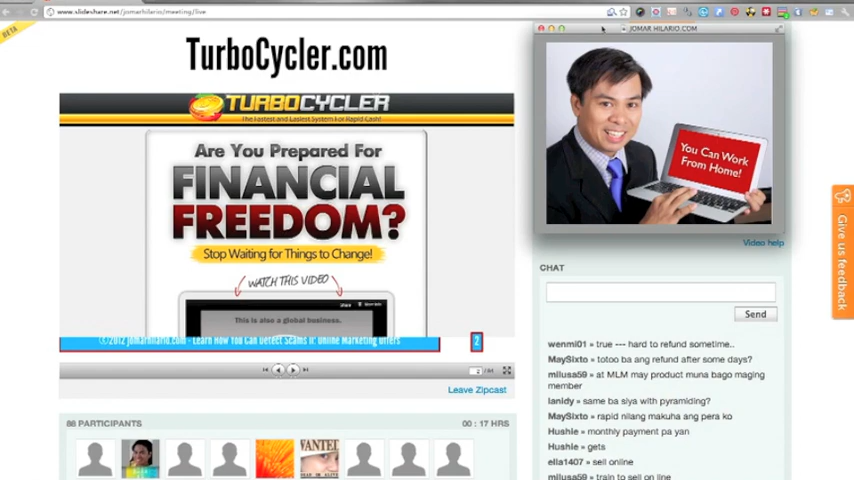 www.slideshare.net/jomarhilario/meeting/live
BETA
TurboCycler.com
TURBOCYCLER
The Fastest and Easiest System For Rapid Cash!
Are You Prepared For
FINANCIAL
FREEDOM?
Stop Waiting for Things to Change!
WATCH THIS VIDEO
This is also a global business.
©2012 jomarhilario.com - Learn How You Can Detect Scams in Online Marketing Offers
2
2 / 84
Leave Zipcast
88 PARTICIPANTS
00 : 17 HRS
WANTED
JOMAR HILARIO.COM
You Can Work
From Home!
Video help
CHAT
Send
wenmi01 » true --- hard to refund sometime..
MaySixto » totoo ba ang refund after some days?
milusa59 » at MLM may product muna bago maging
member
lanidy » same ba siya with pyramiding?
MaySixto » rapid nilang makuha ang pera ko
Hushie » monthly payment pa yan
Hushie » gets
ella1407 » sell online
milusa59 » train to sell on line
Give us feedback